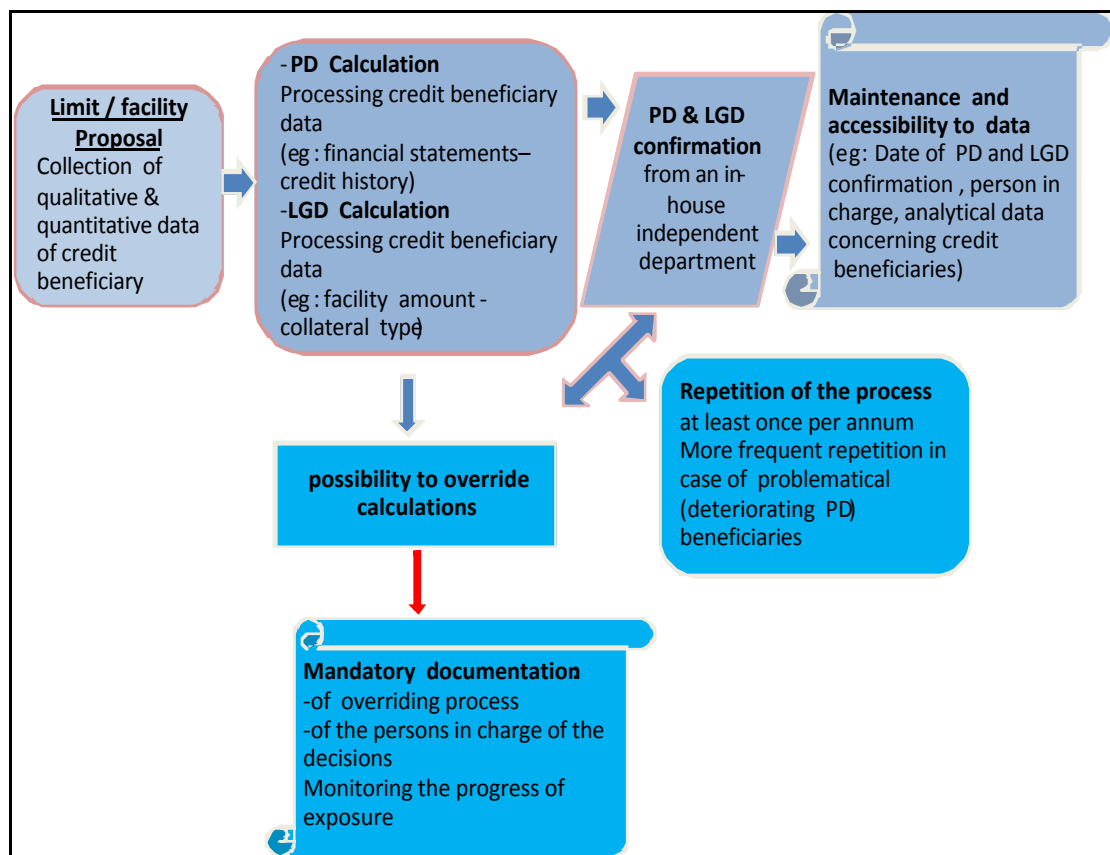 Limit / facility
Proposal
Collection of
qualitative &
quantitative data
of credit
beneficiary
-PD Calculation
Processing credit beneficiary
data
(eg : financial statements–
credit history)
-LGD Calculation
Processing credit beneficiary
data
(eg : facility amount -
collateral type)
PD & LGD
confirmation
from an in-
house
independent
department
Maintenance and
accessibility to data
(eg: Date of PD and LGD
confirmation , person in
charge, analytical data
concerning credit
beneficiaries)
Repetition of the process
at least once per annum
More frequent repetition in
case of problematical
(deteriorating PD)
beneficiaries
possibility to override
calculations
Mandatory documentation:
-of overriding process
-of the persons in charge of the
decisions
Monitoring the progress of
exposure